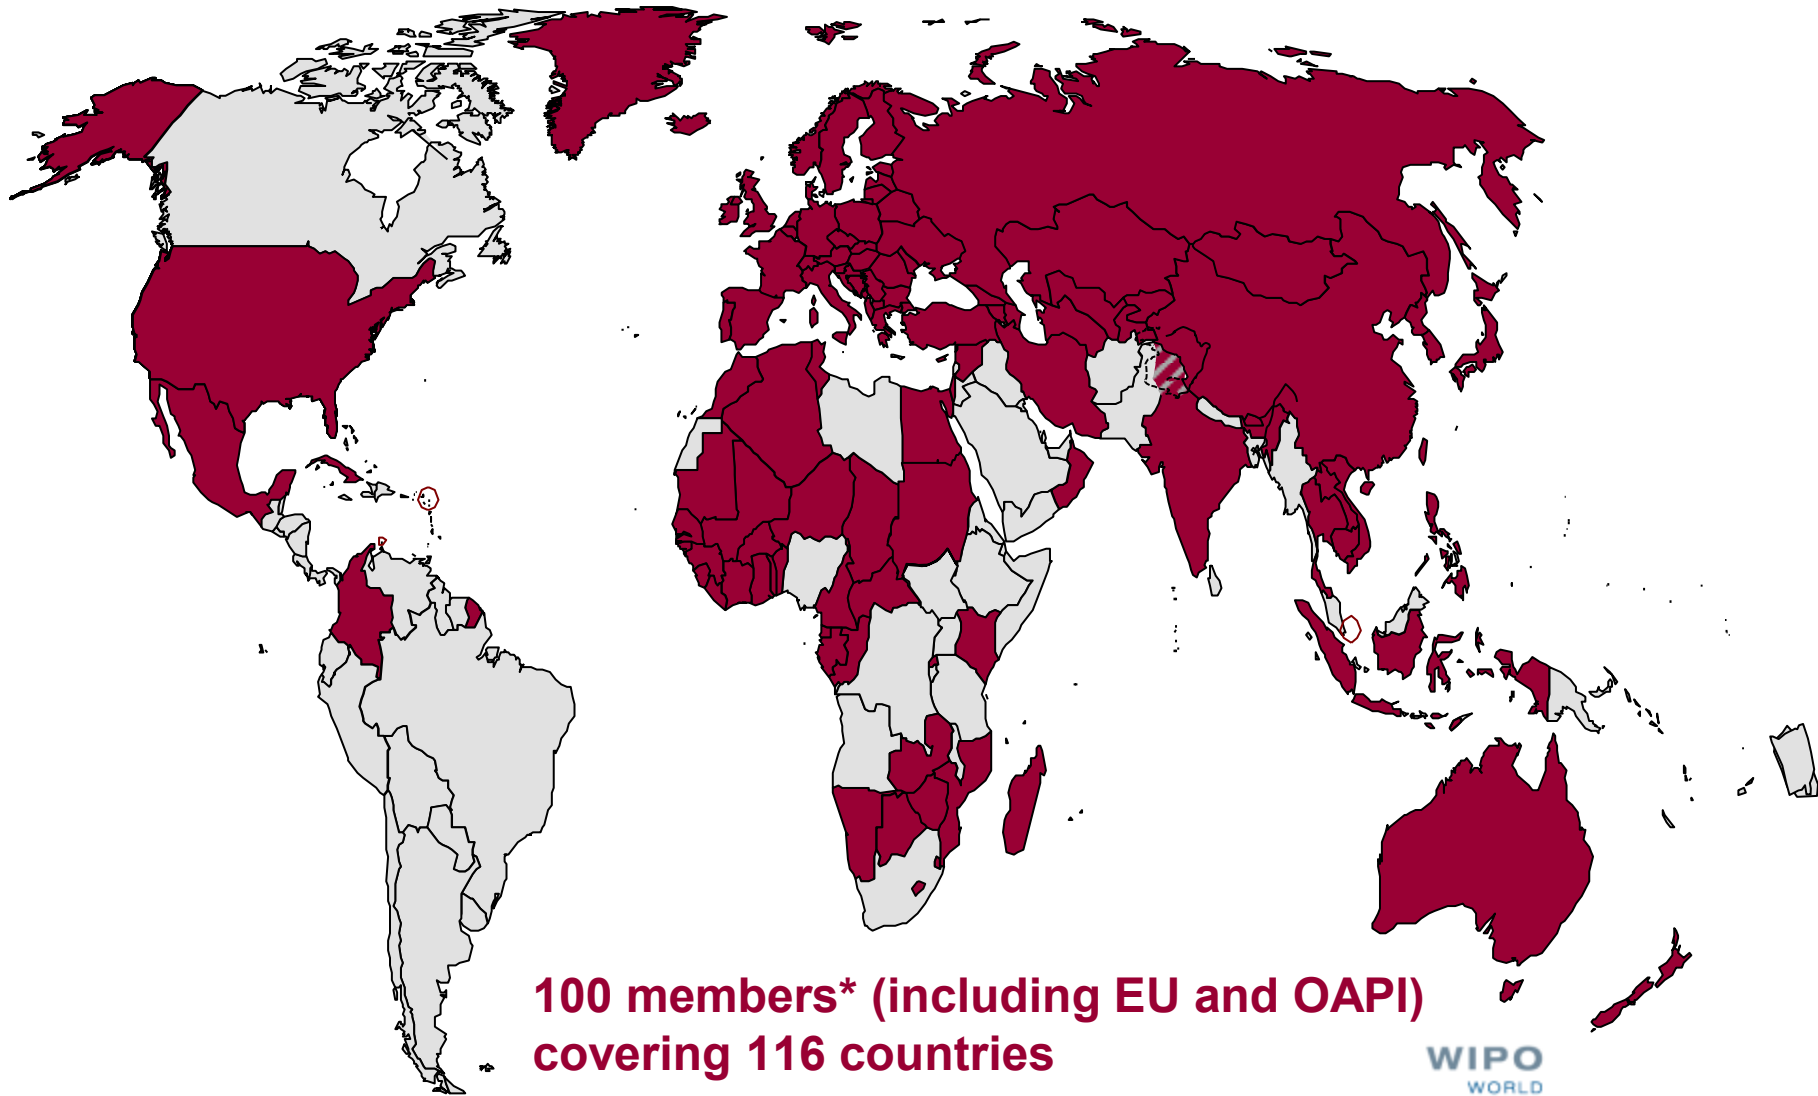 100 members* (including EU and OAPI)
covering 116 countries
WIPO
WORLD